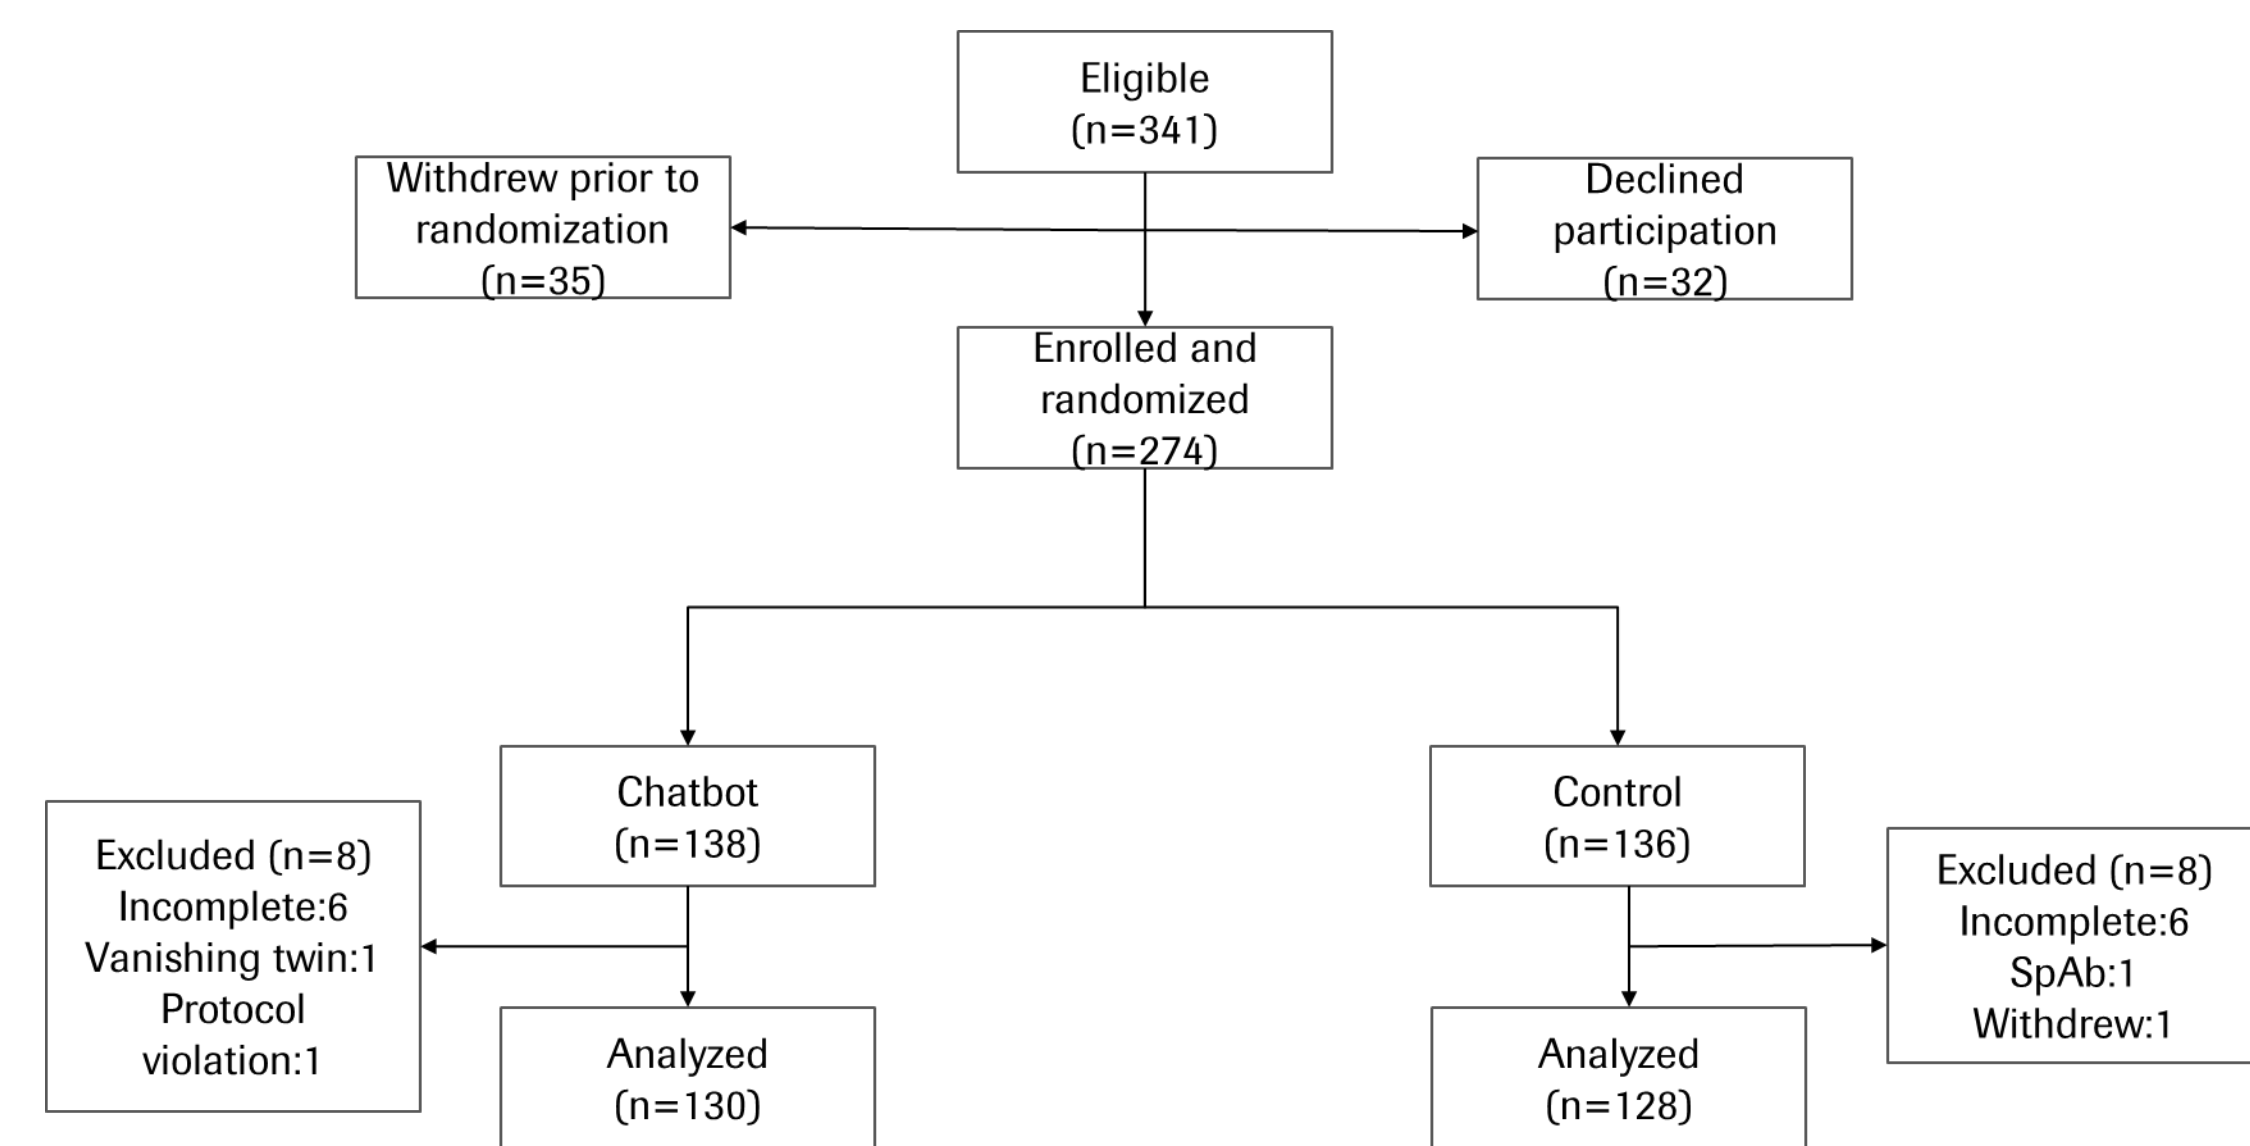 Eligible
(n=341)
Withdrew prior to
randomization
(n=35)
Declined
participation
(n=32)
Enrolled and
randomized
(n=274)
Chatbot
(n=138)
Control
(n=136)
Excluded (n=8)
Incomplete:6
Vanishing twin:1
Protocol
violation:1
Excluded (n=8)
Incomplete:6
SpAb:1
Withdrew:1
Analyzed
(n=130)
Analyzed
(n=128)